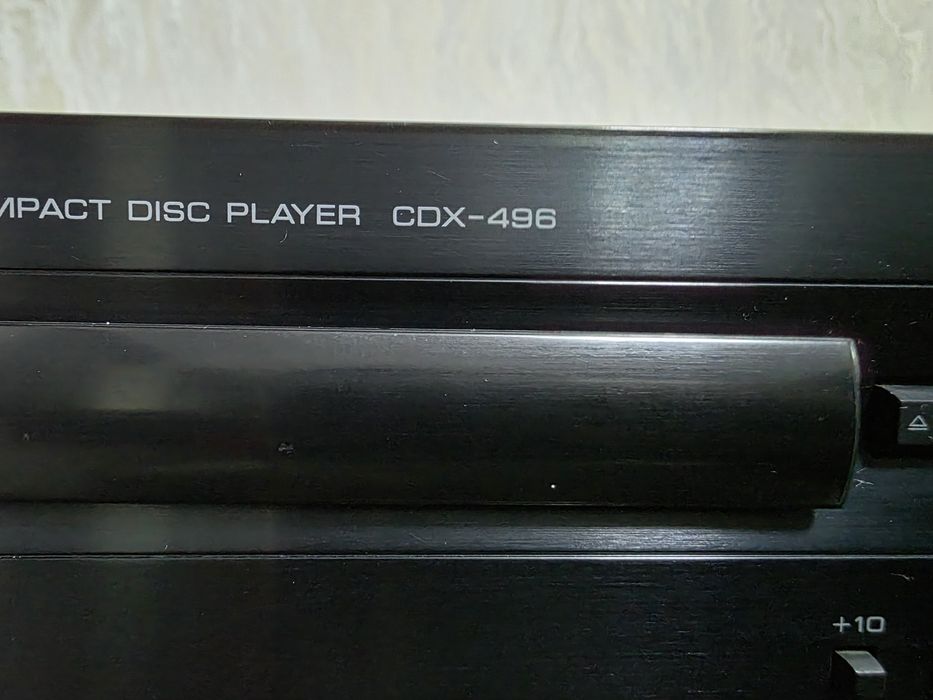 MPACT DISC PLAYER CDX-496
+10